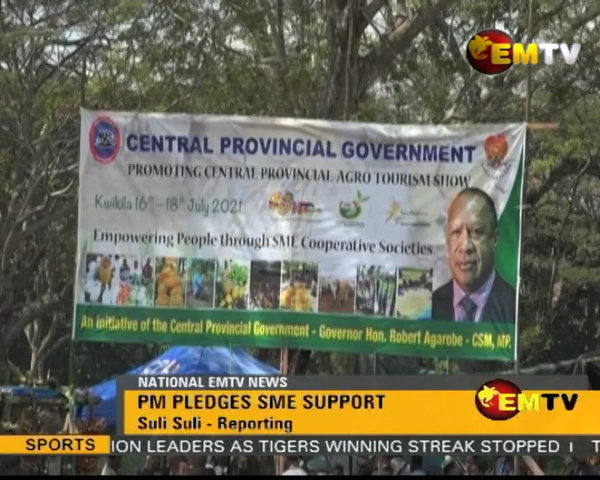 EMTV
CENTRAL PROVINCIAL GOVERNMENT
PROMOTING CENTRAL PROVINCIAL AGRO TOURISM SHOW
Kwikila 16th - 18th July 2021
Empowering People through SME Cooperative Societies
An initiative of the Central Provincial Government - Governor Hon. Robert Agarobe - CSM, MP.
NATIONAL EMTV NEWS
PM PLEDGES SME SUPPORT
Suli Suli - Reporting
EMTV
SPORTS ION LEADERS AS TIGERS WINNING STREAK STOPPED I T